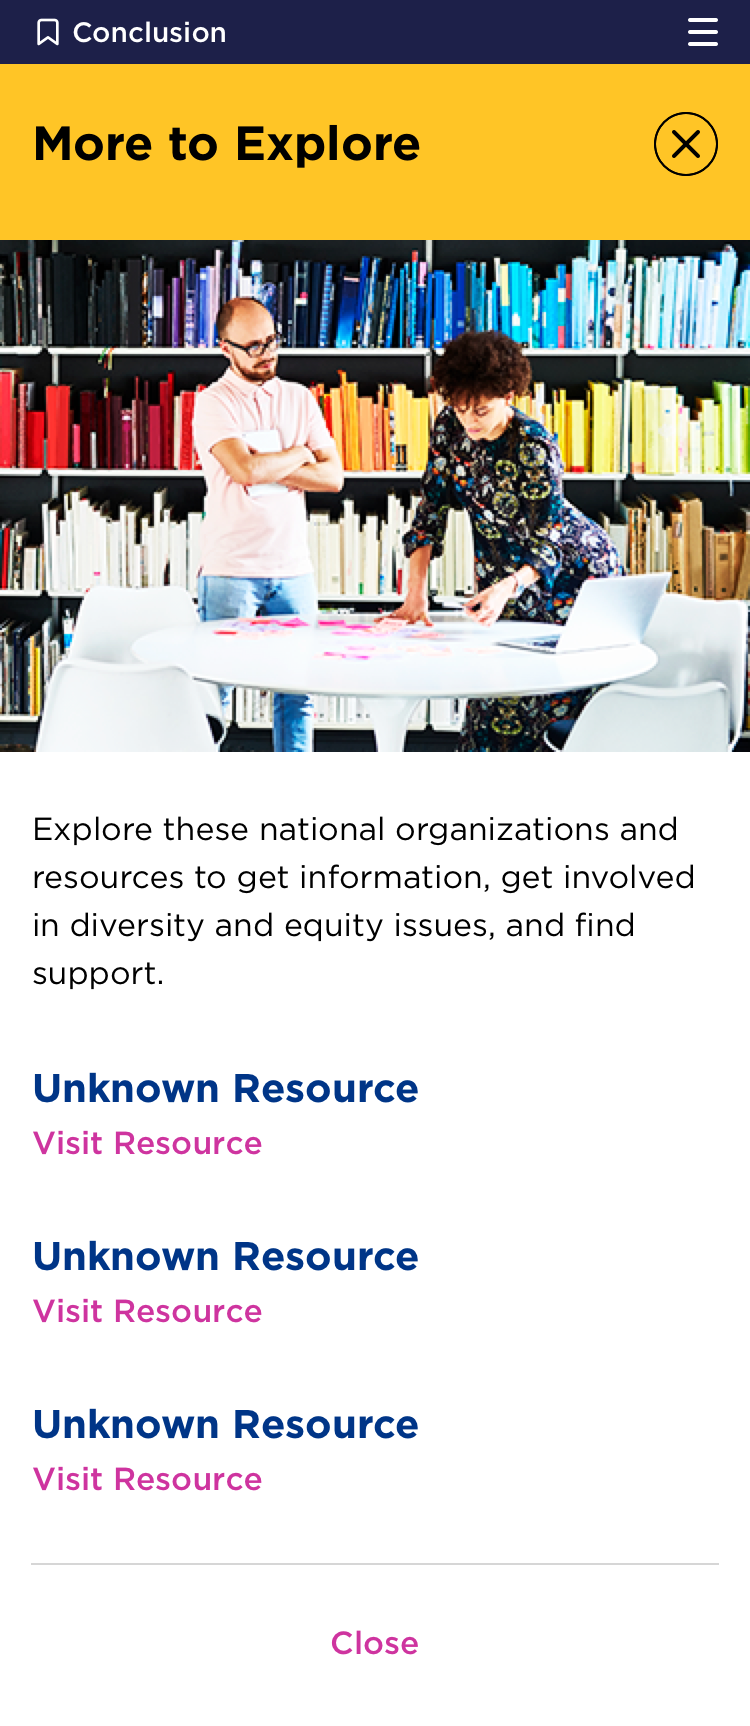 Conclusion
More to Explore
Explore these national organizations and
resources to get information, get involved
in diversity and equity issues, and find
support.
Unknown Resource
Visit Resource
Unknown Resource
Visit Resource
Unknown Resource
Visit Resource
Close